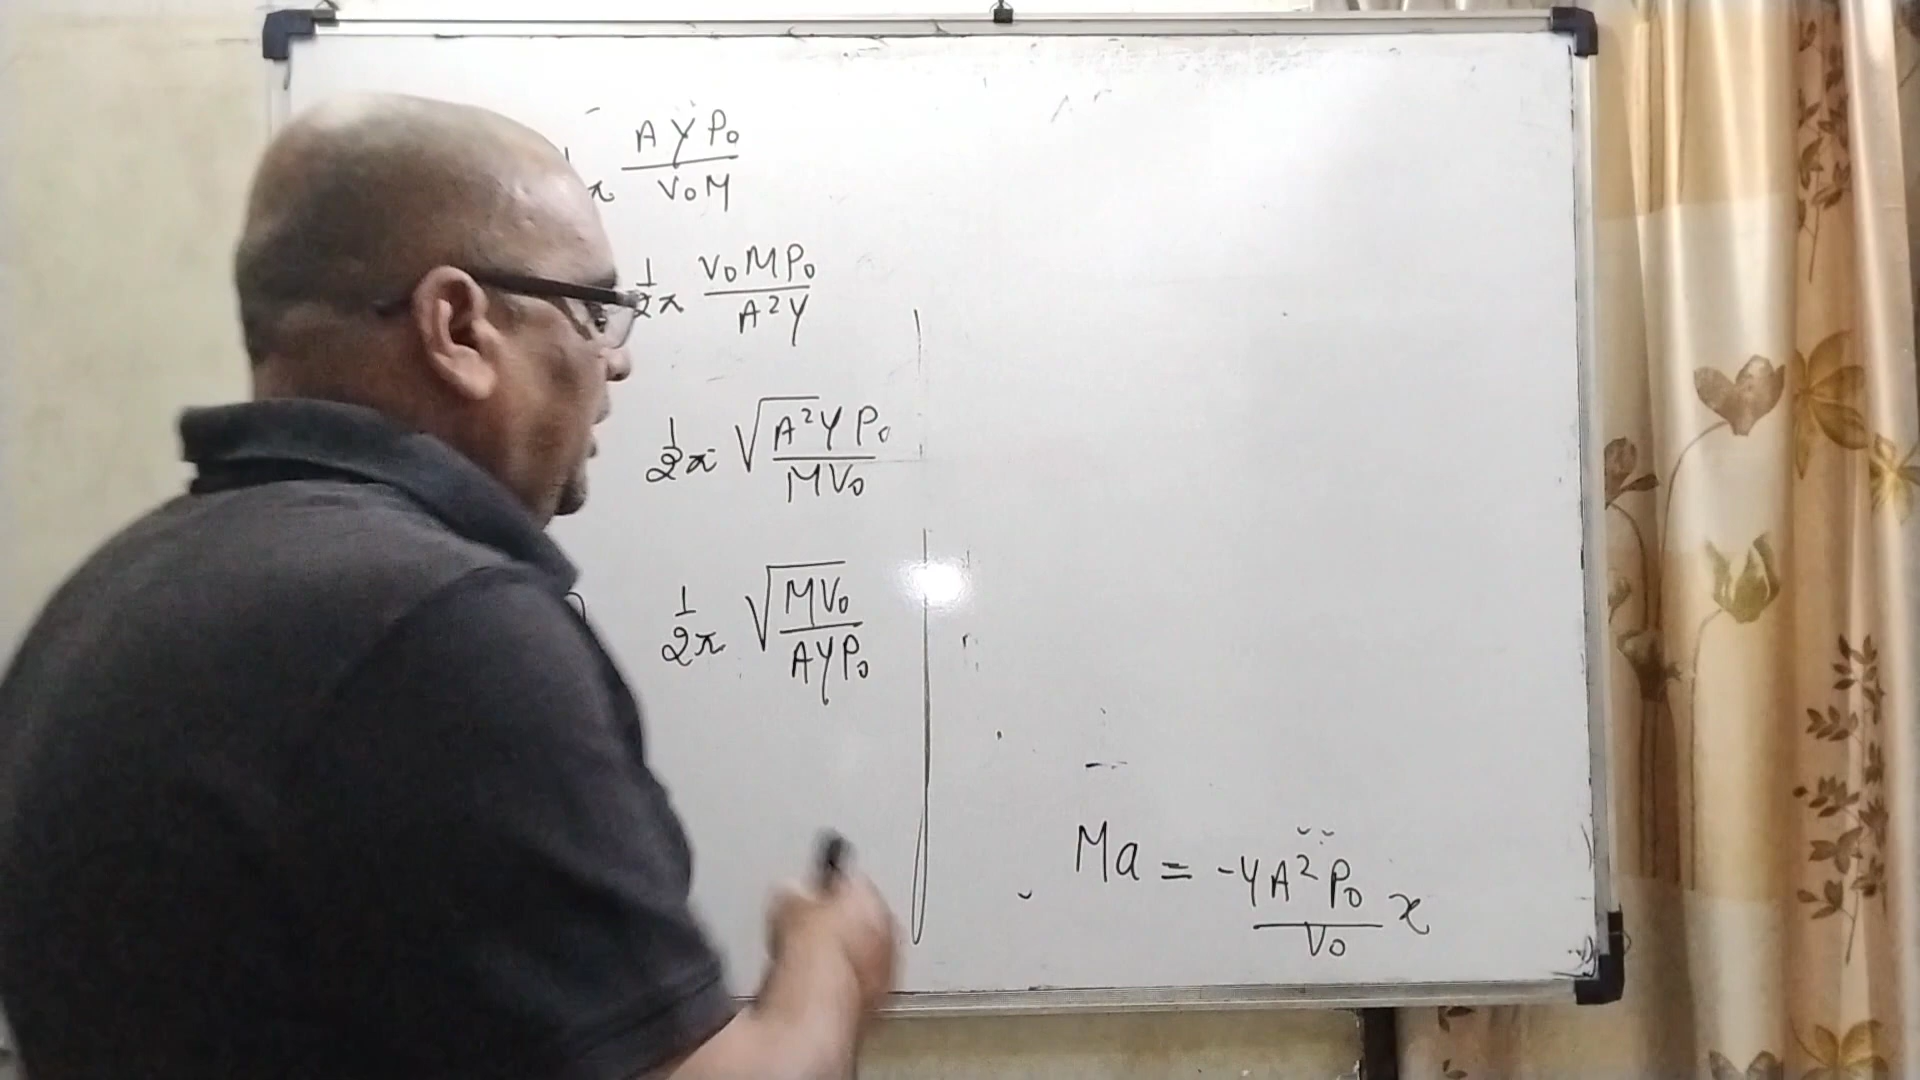 π AγP₀/V₀M
1/2π V₀MP₀/A²γ
1/2π √(A²γP₀/MV₀)
1/2π √(MV₀/AγP₀)
Ma = -γA²P₀/V₀ x